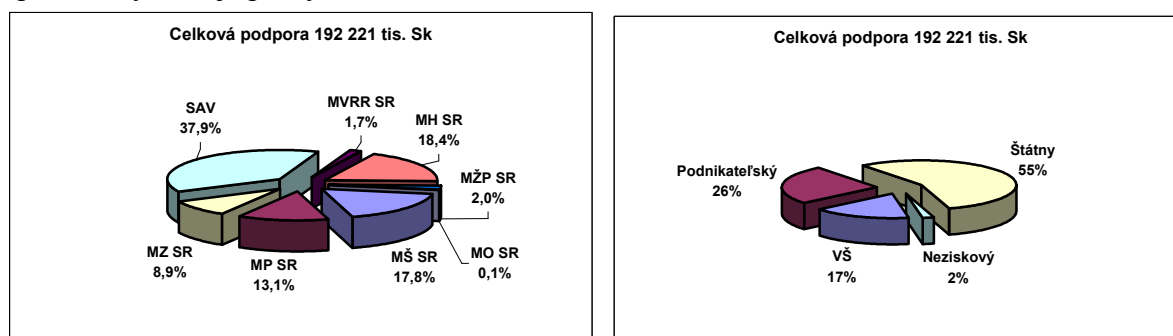 Celková podpora 192 221 tis. Sk
SAV
37,9%
MVRR SR
1,7%
MH SR
18,4%
MŽP SR
2,0%
MO SR
0,1%
MŠ SR
17,8%
MP SR
13,1%
MZ SR
8,9%
Celková podpora 192 221 tis. Sk
Podnikateľský
26%
Štátny
55%
VŠ
17%
Neziskový
2%